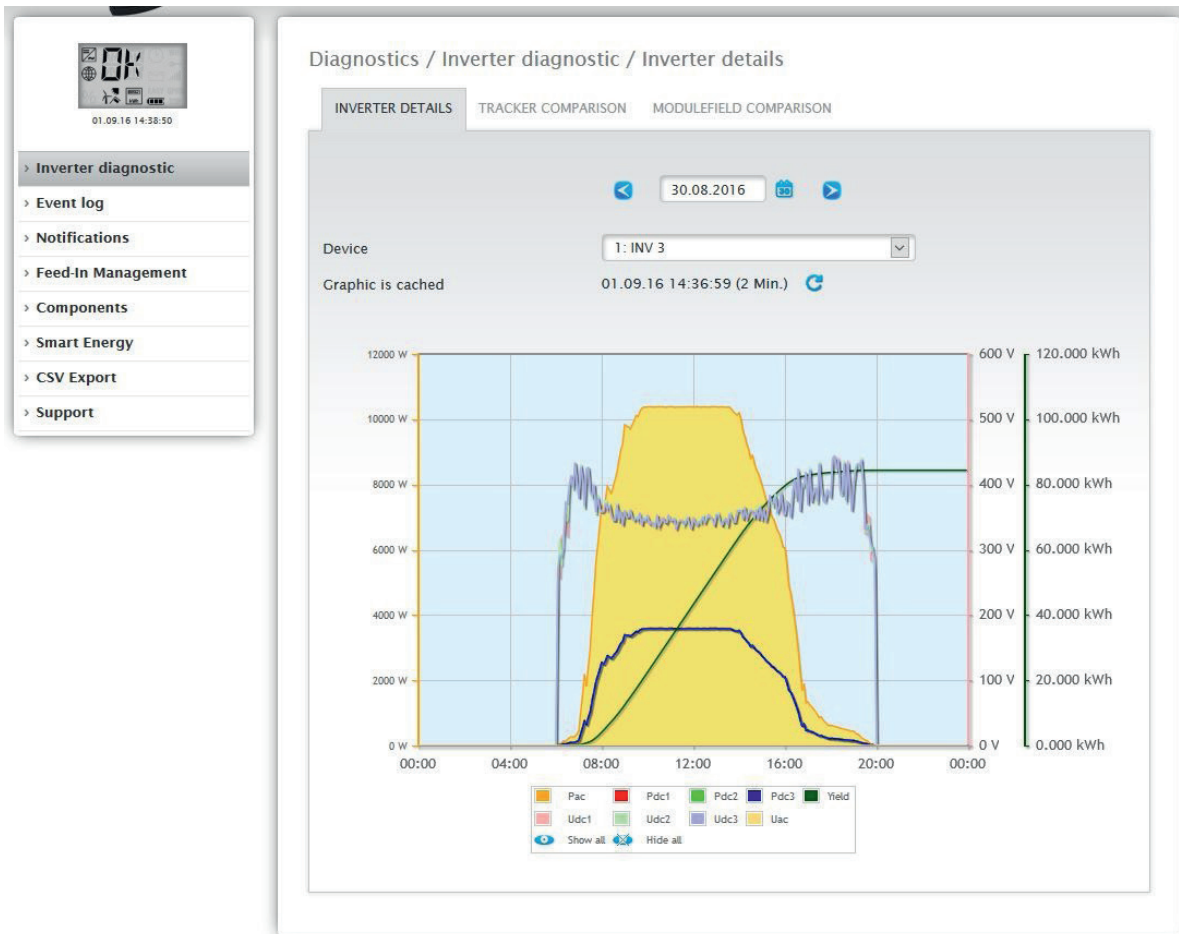 OK
01.09.16 14:38:50
› Inverter diagnostic
› Event log
› Notifications
› Feed-In Management
› Components
› Smart Energy
› CSV Export
› Support
Diagnostics / Inverter diagnostic / Inverter details
INVERTER DETAILS TRACKER COMPARISON MODULEFIELD COMPARISON
30.08.2016 30
Device 1: INV 3
Graphic is cached 01.09.16 14:36:59 (2 Min.)
12000 W 600 V 120.000 kWh
10000 W 500 V 100.000 kWh
8000 W 400 V 80.000 kWh
6000 W 300 V 60.000 kWh
4000 W 200 V 40.000 kWh
2000 W 100 V 20.000 kWh
0 W 0 V 0.000 kWh
00:00 04:00 08:00 12:00 16:00 20:00 00:00
Pac Pdc1 Pdc2 Pdc3 Yield
Udc1 Udc2 Udc3 Uac
Show all Hide all